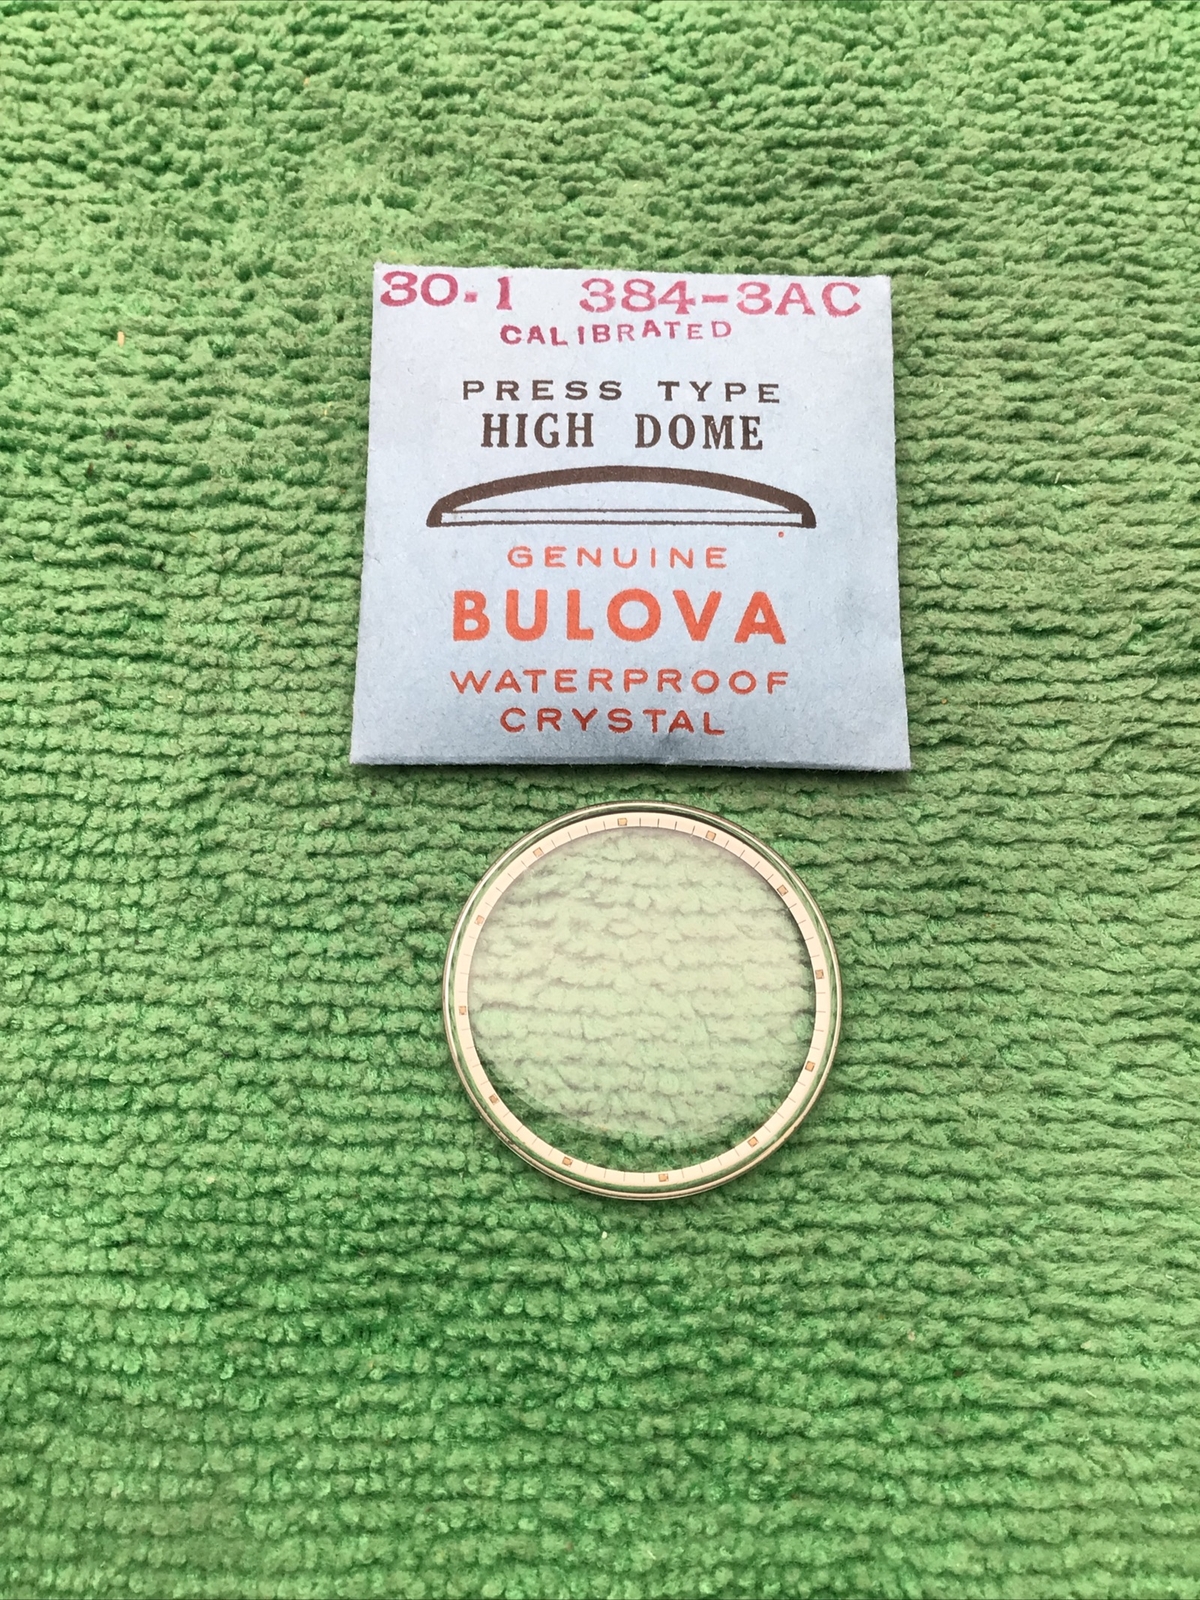 30.1 384-3AC
CALIBRATED
PRESS TYPE
HIGH DOME
GENUINE
BULOVA
WATERPROOF
CRYSTAL